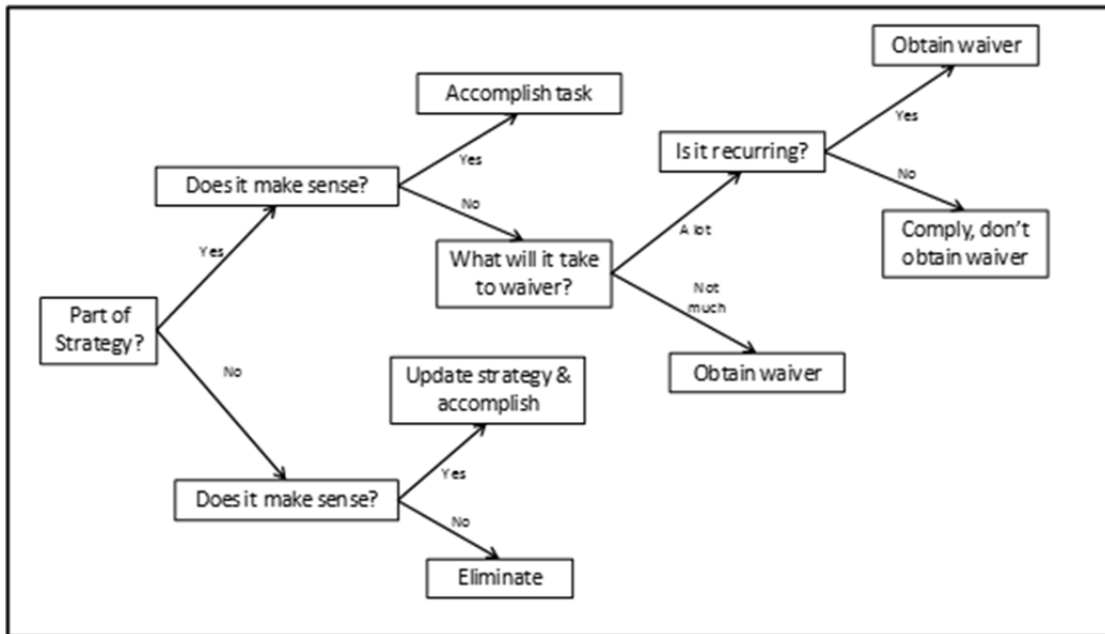 Obtain waiver
Accomplish task
Yes
Is it recurring?
Yes
Does it make sense?
No
No
A lot
Comply, don’t
obtain waiver
Yes
What will it take
to waiver?
Not
much
Part of
Strategy?
No
Update strategy &
accomplish
Obtain waiver
Yes
Does it make sense?
No
Eliminate